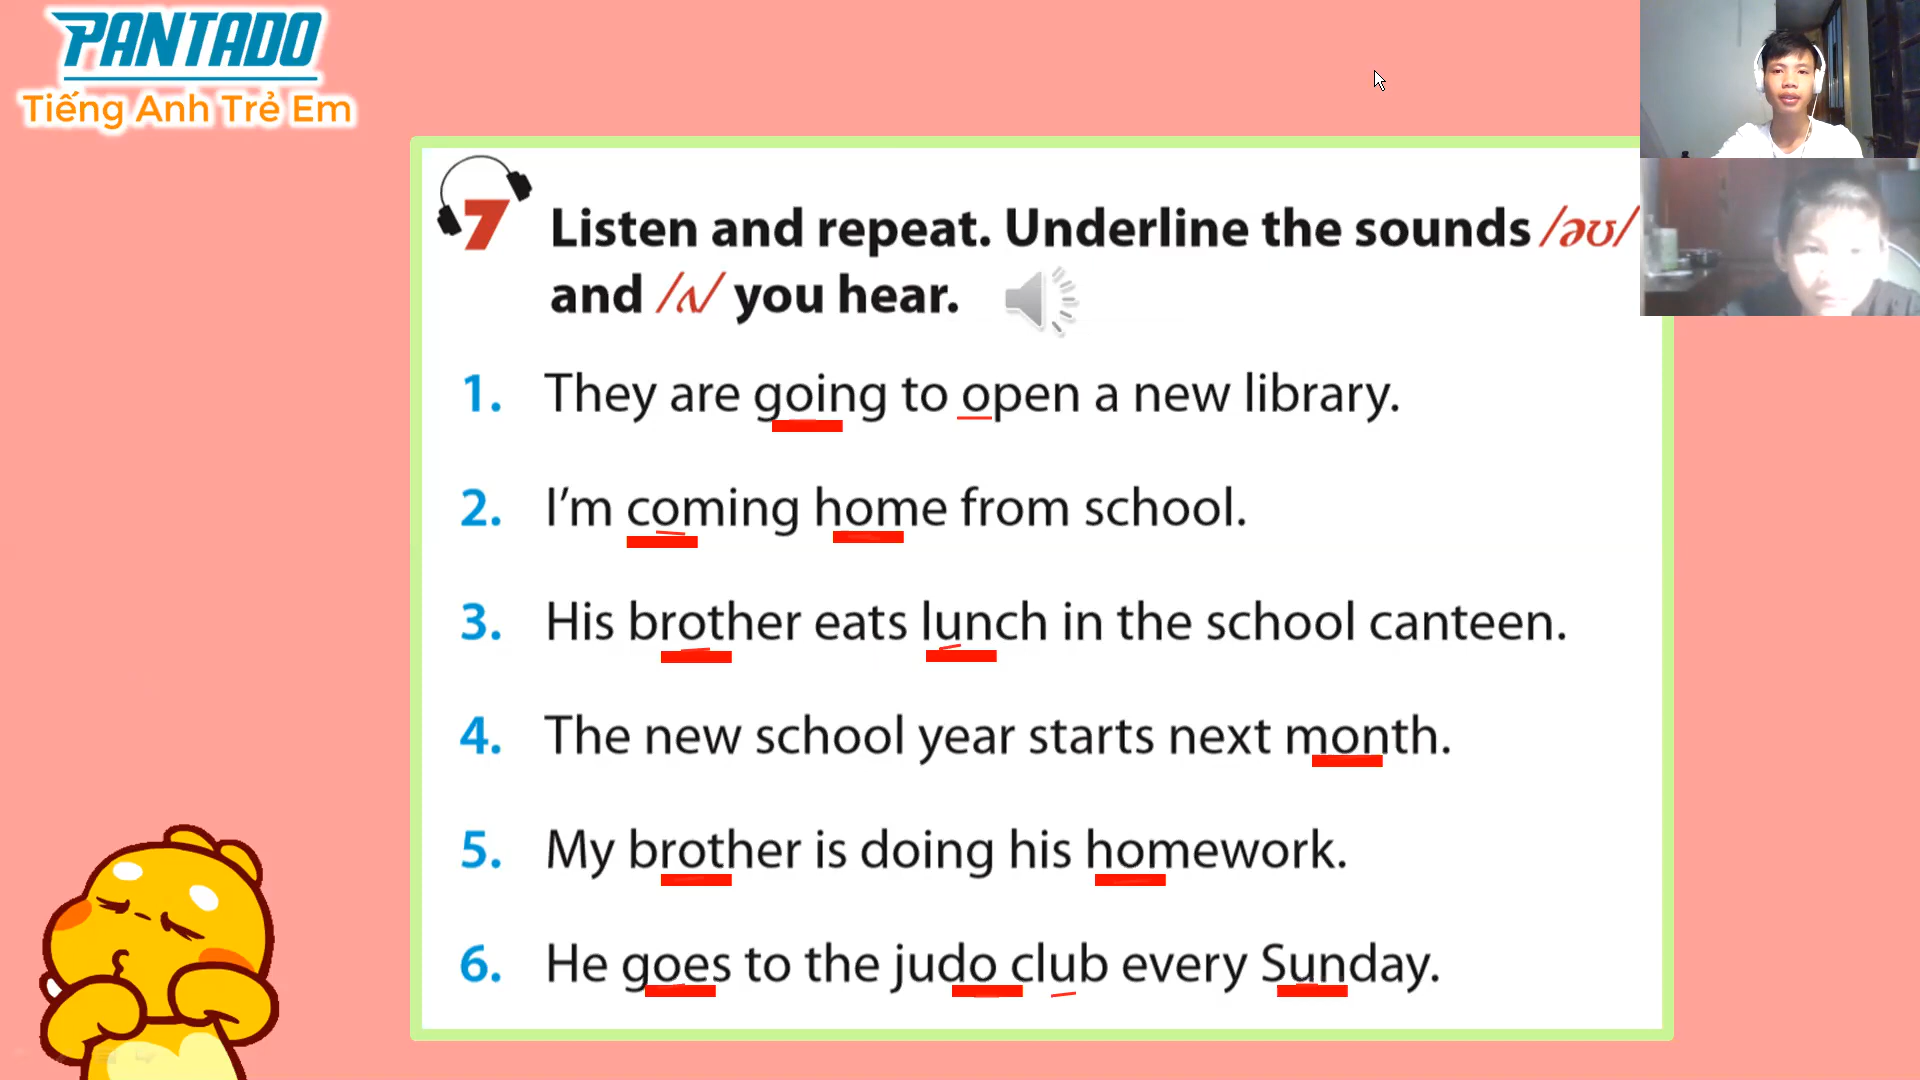 PANTADO
Tiếng Anh Trẻ Em
7 Listen and repeat. Underline the sounds /əʊ/
and /ʌ/ you hear.
1. They are going to open a new library.
2. I'm coming home from school.
3. His brother eats lunch in the school canteen.
4. The new school year starts next month.
5. My brother is doing his homework.
6. He goes to the judo club every Sunday.